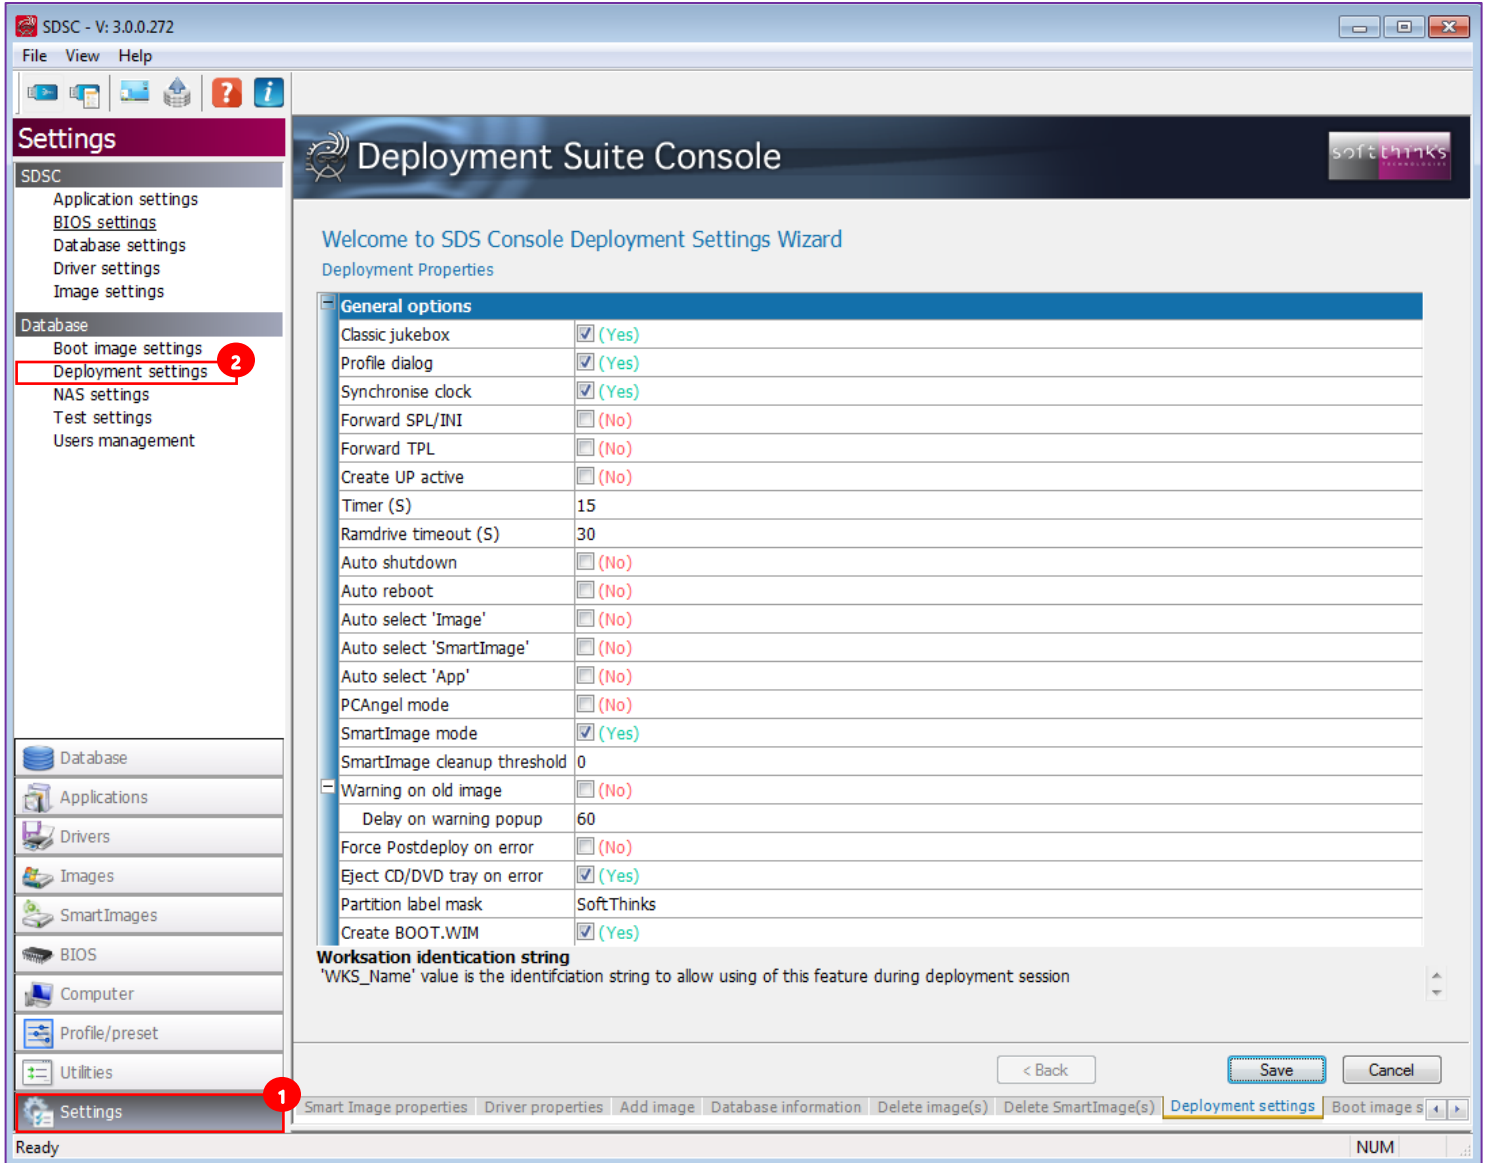 SDSC - V: 3.0.0.272
File View Help
Settings
SDSC
Application settings
BIOS settings
Database settings
Driver settings
Image settings
Database
Boot image settings
Deployment settings
2
NAS settings
Test settings
Users management
Database
Applications
Drivers
Images
SmartImages
BIOS
Computer
Profile/preset
Utilities
Settings
1
Deployment Suite Console
softthinks
TECHNOLOGIES
Welcome to SDS Console Deployment Settings Wizard
Deployment Properties
General options
Classic jukebox (Yes)
Profile dialog (Yes)
Synchronise clock (Yes)
Forward SPL/INI (No)
Forward TPL (No)
Create UP active (No)
Timer (S) 15
Ramdrive timeout (S) 30
Auto shutdown (No)
Auto reboot (No)
Auto select 'Image' (No)
Auto select 'SmartImage' (No)
Auto select 'App' (No)
PCAngel mode (No)
SmartImage mode (Yes)
SmartImage cleanup threshold 0
Warning on old image (No)
Delay on warning popup 60
Force Postdeploy on error (No)
Eject CD/DVD tray on error (Yes)
Partition label mask SoftThinks
Create BOOT.WIM (Yes)
Worksation identication string
'WKS_Name' value is the identifciation string to allow using of this feature during deployment session
< Back Save Cancel
Smart Image properties Driver properties Add image Database information Delete image(s) Delete SmartImage(s) Deployment settings Boot image s
Ready NUM